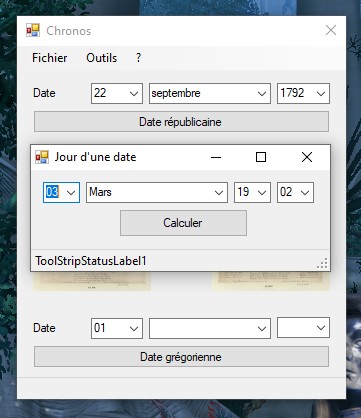 Chronos
Fichier Outils ?
Date 22 septembre 1792
Date républicaine
Jour d'une date
03 Mars 19 02
Calculer
ToolStripStatusLabel1
Date 01
Date grégorienne